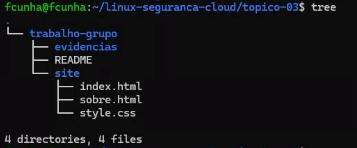 fcunha@fcunha:~/linux-seguranca-cloud/topico-03$ tree
.
└── trabalho-grupo
    ├── evidencias
    ├── README
    └── site
        ├── index.html
        ├── sobre.html
        └── style.css

4 directories, 4 files